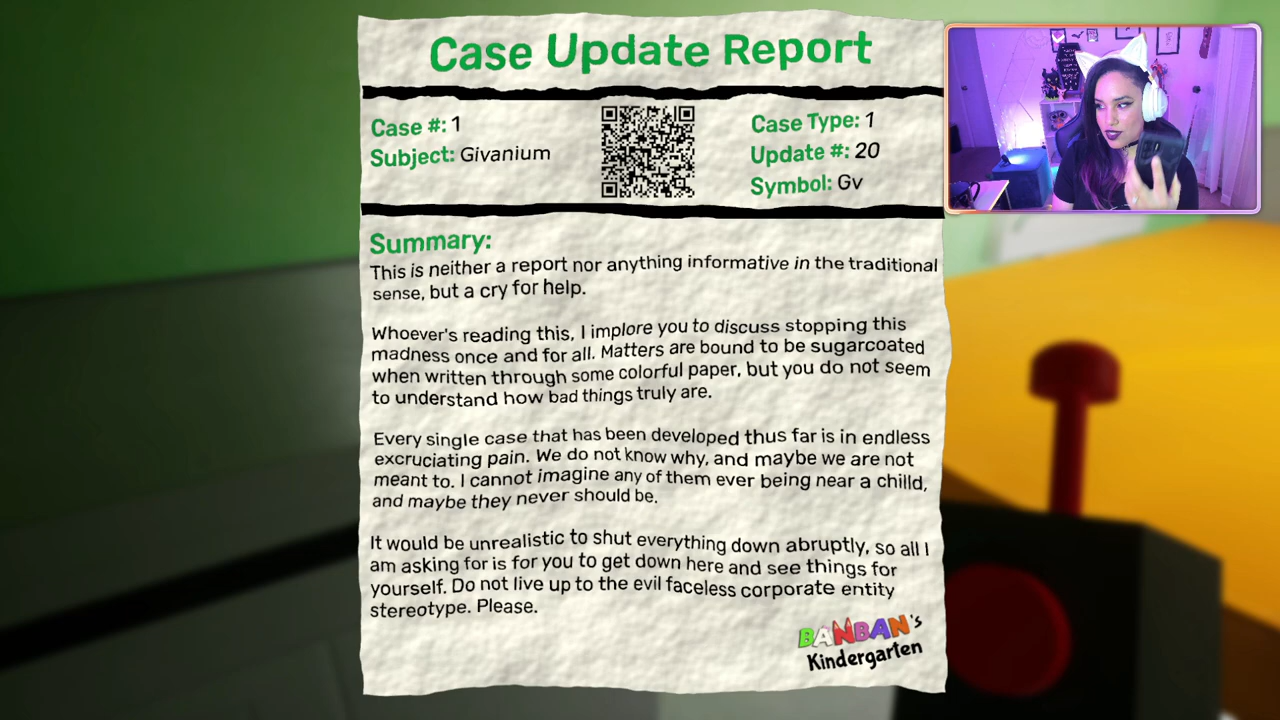 Case Update Report
Case #: 1
Subject: Givanium
Case Type: 1
Update #: 20
Symbol: Gv
Summary:
This is neither a report nor anything informative in the traditional
sense, but a cry for help.
Whoever's reading this, I implore you to discuss stopping this
madness once and for all. Matters are bound to be sugarcoated
when written through some colorful paper, but you do not seem
to understand how bad things truly are.
Every single case that has been developed thus far is in endless
excruciating pain. We do not know why, and maybe we are not
meant to. I cannot imagine any of them ever being near a chilld,
and maybe they never should be.
It would be unrealistic to shut everything down abruptly, so all I
am asking for is for you to get down here and see things for
yourself. Do not live up to the evil faceless corporate entity
stereotype. Please.
BANBAN's
Kindergarten